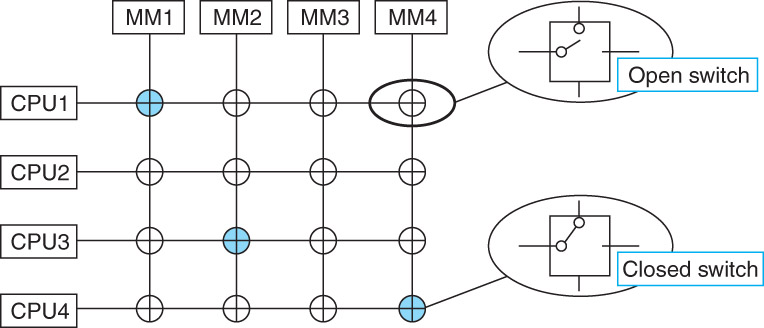 MM1 MM2 MM3 MM4
Open switch
CPU1
CPU2
CPU3
Closed switch
CPU4